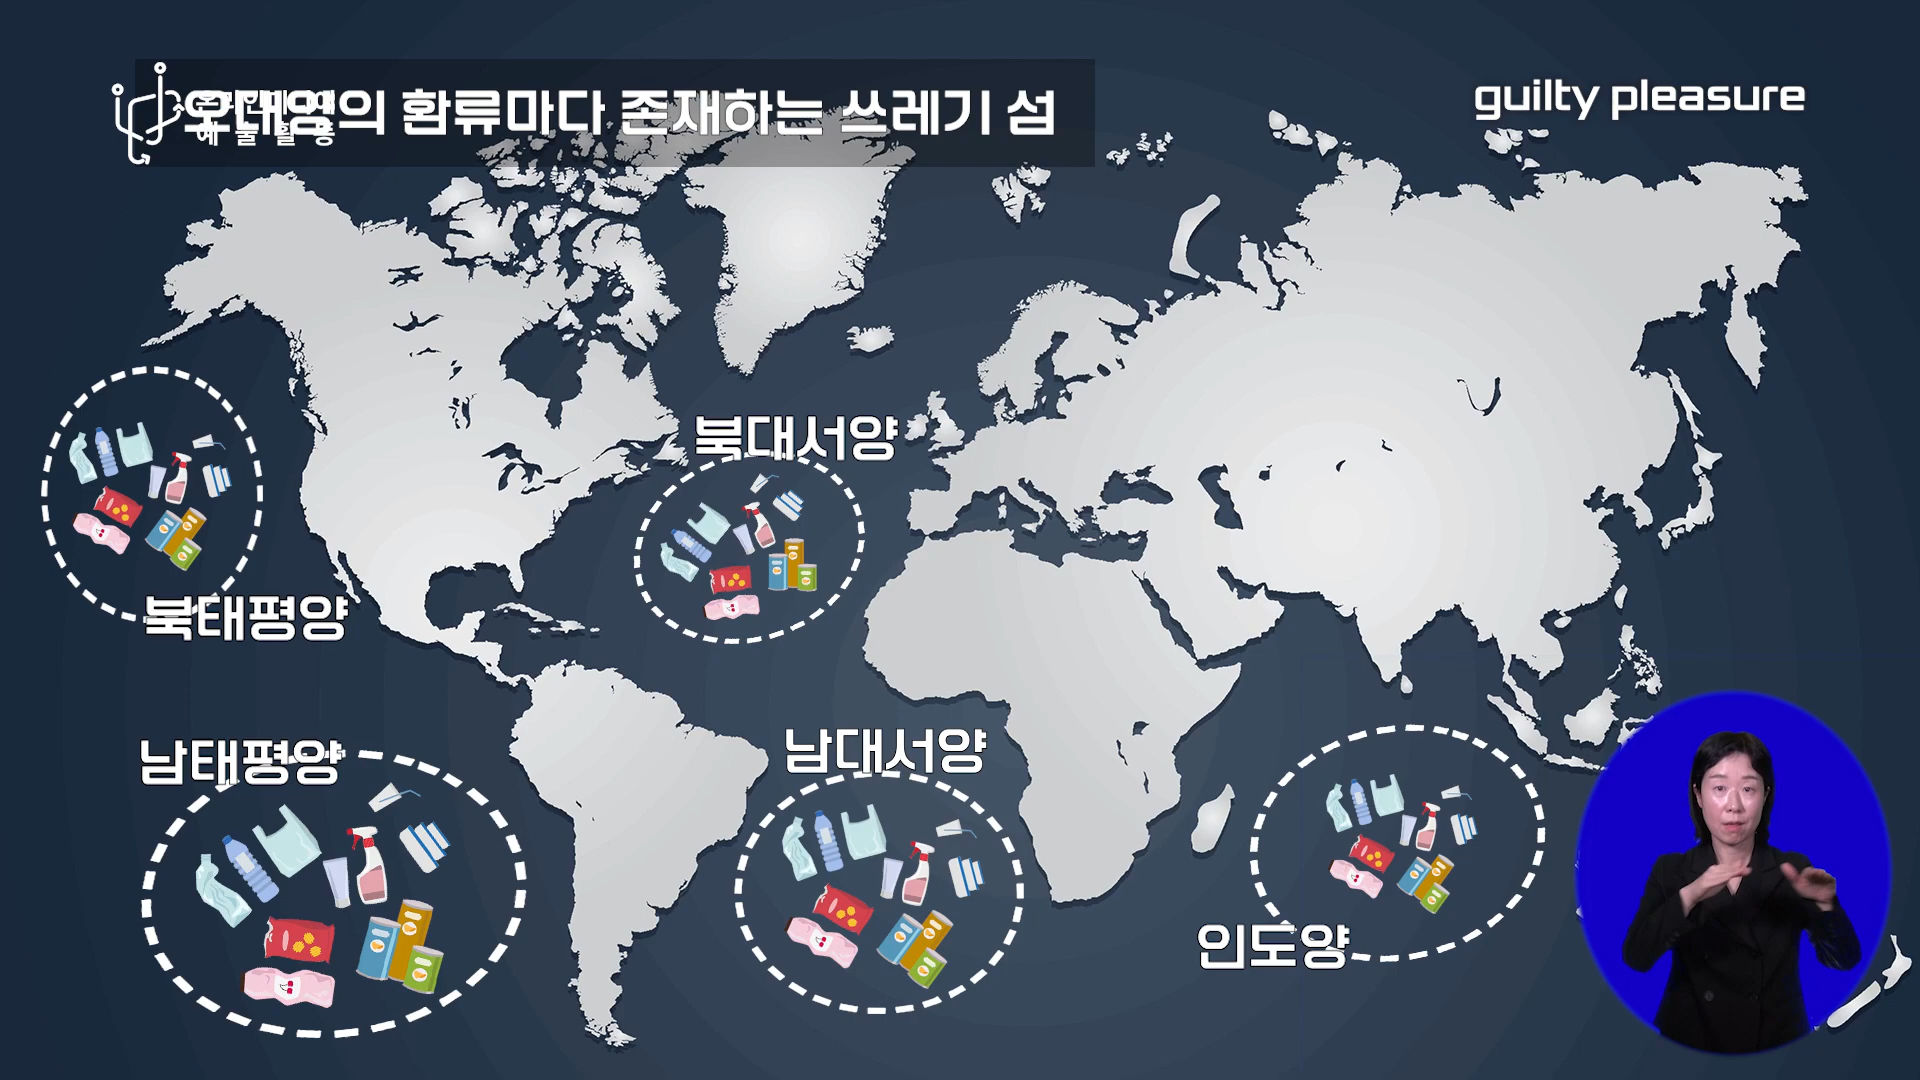 오대양의 환류마다 존재하는 쓰레기 섬
guilty pleasure
북대서양
북태평양
남태평양
남대서양
인도양